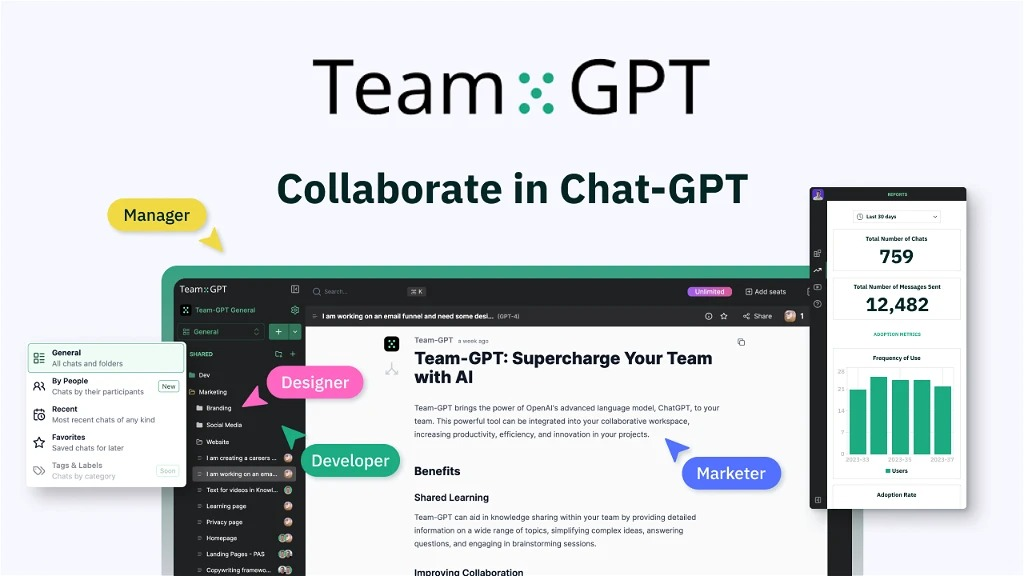 Team GPT
Collaborate in Chat-GPT
Manager
Designer
Developer
Marketer
General
All chats and folders
By People
Chats by their participants
New
Recent
Most recent chats of any kind
Favorites
Saved chats for later
Tags & Labels
Chats by category
Soon
Team GPT
Team-GPT General
General
SHARED
Dev
Marketing
Branding
Social Media
Website
I am creating a careers ...
I am working on an ema...
Text for videos in Knowl...
Learning page
Privacy page
Homepage
Landing Pages - PAS
Copywriting framewo...
Search...
⌘ K
Unlimited
Add seats
I am working on an email funnel and need some desi... (GPT-4)
Share
1
Team-GPT a week ago
Team-GPT: Supercharge Your Team
with AI
Team-GPT brings the power of OpenAI's advanced language model, ChatGPT, to your
team. This powerful tool can be integrated into your collaborative workspace,
increasing productivity, efficiency, and innovation in your projects.
Benefits
Shared Learning
Team-GPT can aid in knowledge sharing within your team by providing detailed
information on a wide range of topics, simplifying complex ideas, answering
questions, and engaging in brainstorming sessions.
Improving Collaboration
REPORTS
Last 30 days
Total Number of Chats
759
Total Number of Messages Sent
12,482
ADOPTION METRICS
Frequency of Use
14
7
0
2023-33
2023-33
2023-37
Users
Adoption Rate